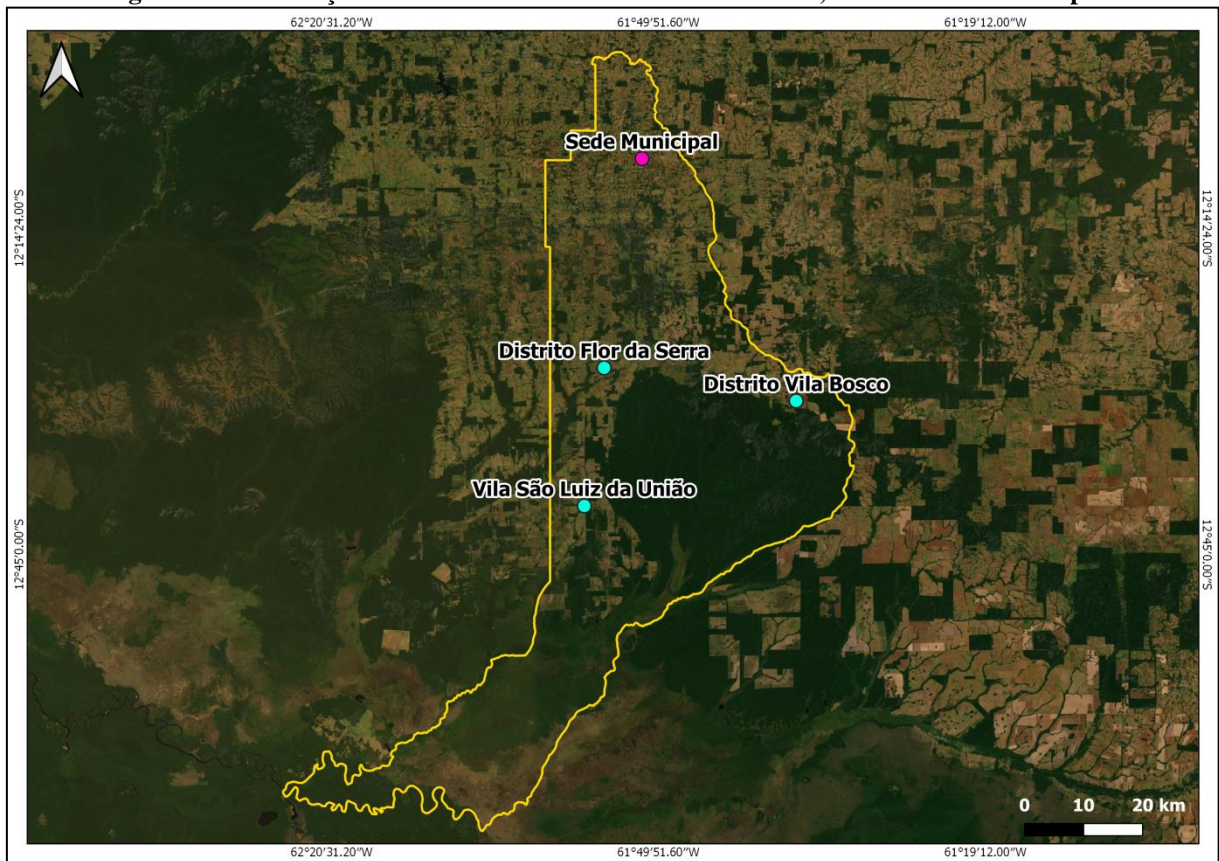 62°20′31.20″W 61°49′51.60″W 61°19′12.00″W
12°14′24.00″S
12°14′24.00″S
Sede Municipal
Distrito Flor da Serra
Distrito Vila Bosco
Vila São Luiz da União
12°45′0.00″S
12°45′0.00″S
0 10 20 km
62°20′31.20″W 61°49′51.60″W 61°19′12.00″W